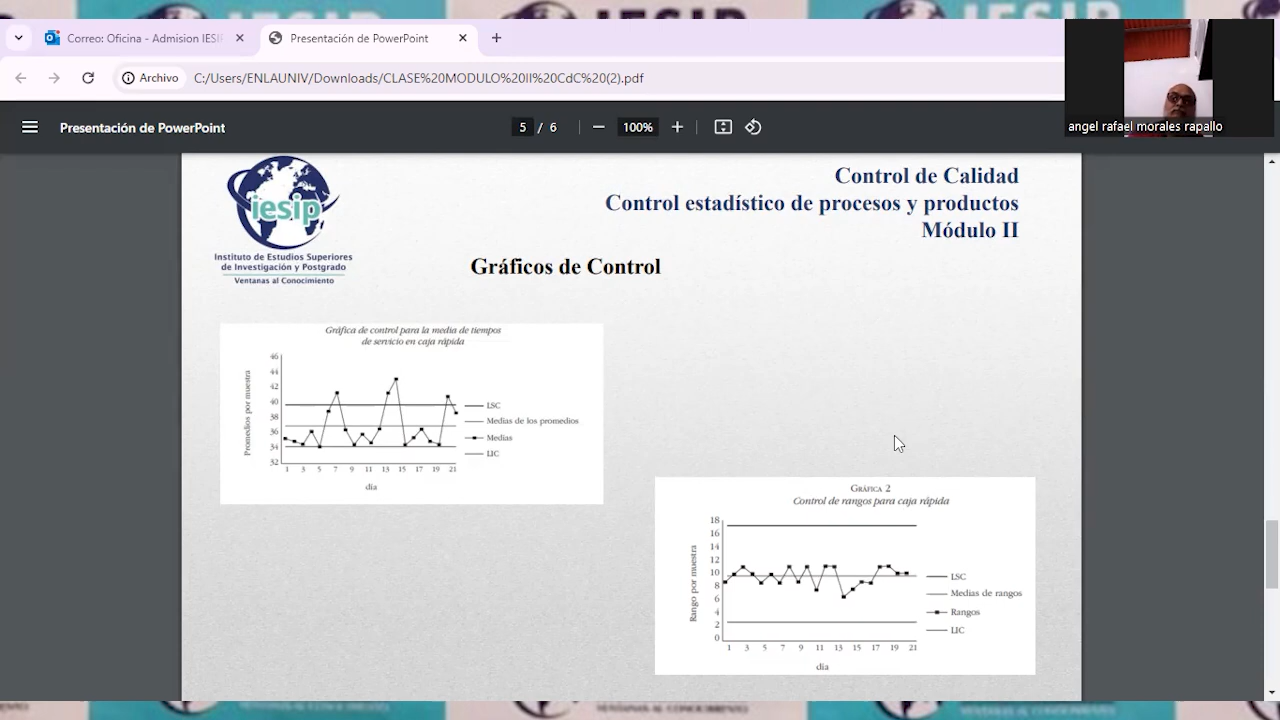 Correo: Oficina - Admision IESI
Presentación de PowerPoint
Archivo
C:/Users/ENLAUNIV/Downloads/CLASE%20MODULO%20II%20CdC%20(2).pdf
angel rafael morales rapallo
Presentación de PowerPoint
5 / 6
100%
iesip
Instituto de Estudios Superiores
de Investigación y Postgrado
Ventanas al Conocimiento
Control de Calidad
Control estadístico de procesos y productos
Módulo II
Gráficos de Control
Gráfica de control para la media de tiempos
de servicio en caja rápida
Promedios por muestra
46
44
42
40
38
36
34
32
1 3 5 7 9 11 13 15 17 19 21
día
LSC
Medias de los promedios
Medias
LIC
GRÁFICA 2
Control de rangos para caja rápida
Rango por muestra
18
16
14
12
10
8
6
4
2
0
1 3 5 7 9 11 13 15 17 19 21
día
LSC
Medias de rangos
Rangos
LIC